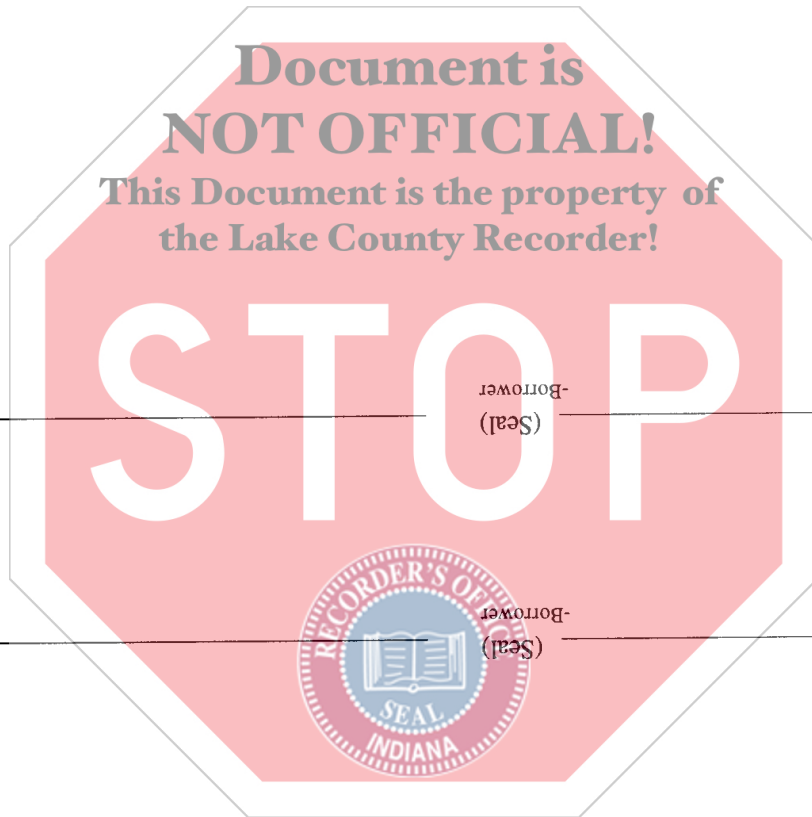 Document is
NOT OFFICIAL!
This Document is the property of
the Lake County Recorder!
STOP
-Borrower
(Seal)
RECORDER'S OFFICE
-Borrower
(Seal)
SEAL
INDIANA